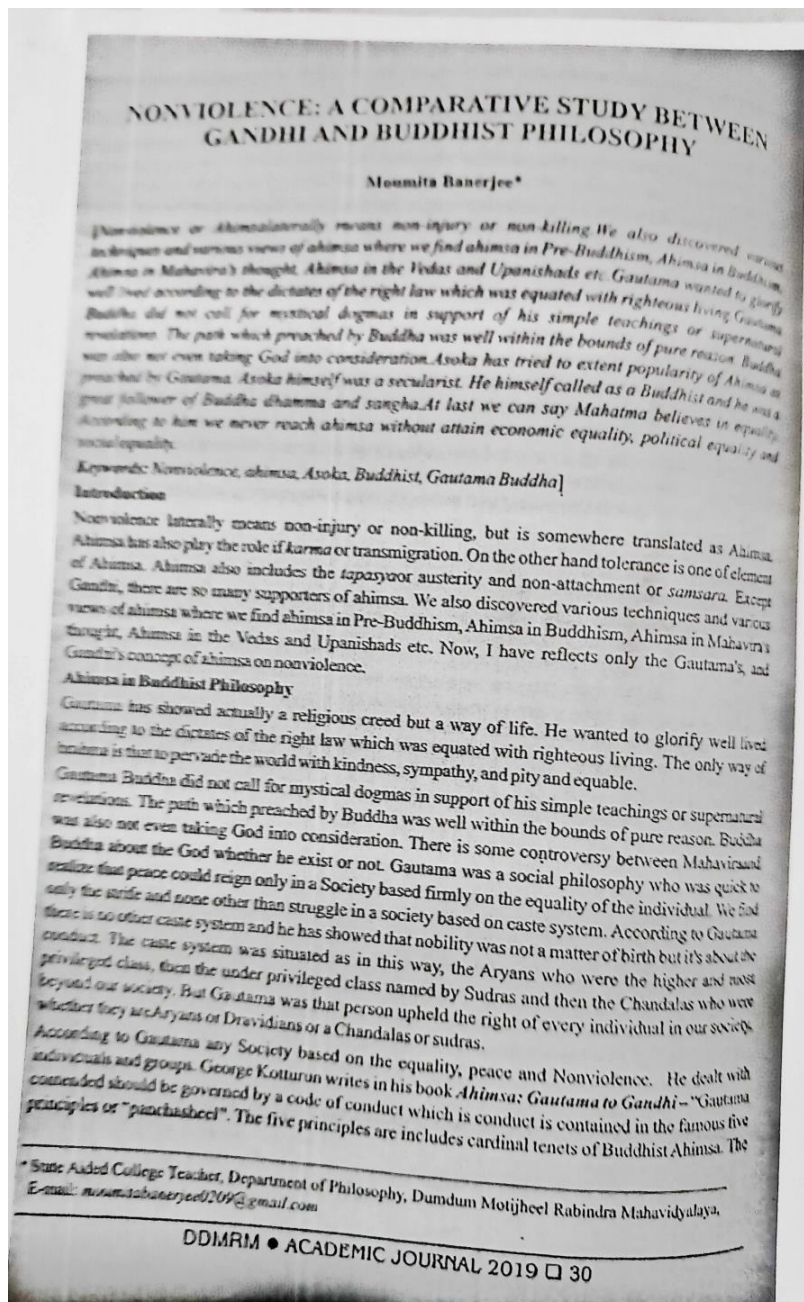 NONVIOLENCE: A COMPARATIVE STUDY BETWEEN
GANDHI AND BUDDHIST PHILOSOPHY
Moumita Banerjee*
[Nonviolence or Ahimsalaterally means non-injury or non-killing.We also discovered various
techniques and various views of ahimsa where we find ahimsa in Pre-Buddhism, Ahimsa in Buddhism,
Ahimsa in Mahavira's thought, Ahimsa in the Vedas and Upanishads etc. Gautama wanted to glorify
well lived according to the dictates of the right law which was equated with righteous living Gautama
Buddha did not call for mystical dogmas in support of his simple teachings or supernatural
revelations. The path which preached by Buddha was well within the bounds of pure reason. Buddha
was also not even taking God into consideration.Asoka has tried to extent popularity of Ahimsa as
preached by Gautama. Asoka himself was a secularist. He himself called as a Buddhist and he was a
great follower of Buddha dhamma and sangha.At last we can say Mahatma believes in equality.
According to him we never reach ahimsa without attain economic equality, political equality and
social equality.
Keywords: Nonviolence, ahimsa, Asoka, Buddhist, Gautama Buddha]
Introduction
Nonviolence laterally means non-injury or non-killing, but is somewhere translated as Ahimsa.
Ahimsa has also play the role if karma or transmigration. On the other hand tolerance is one of element
of Ahimsa. Ahimsa also includes the tapasyaor austerity and non-attachment or samsara. Except
Gandhi, there are so many supporters of ahimsa. We also discovered various techniques and various
views of ahimsa where we find ahimsa in Pre-Buddhism, Ahimsa in Buddhism, Ahimsa in Mahavira's
thought, Ahimsa in the Vedas and Upanishads etc. Now, I have reflects only the Gautama's, and
Gandhi's concept of ahimsa on nonviolence.
Ahimsa in Buddhist Philosophy
Gautama has showed actually a religious creed but a way of life. He wanted to glorify well lived
according to the dictates of the right law which was equated with righteous living. The only way of
brahma is that to pervade the world with kindness, sympathy, and pity and equable.
Gautama Buddha did not call for mystical dogmas in support of his simple teachings or supernatural
revelations. The path which preached by Buddha was well within the bounds of pure reason. Buddha
was also not even taking God into consideration. There is some controversy between Mahaviraand
Buddha about the God whether he exist or not. Gautama was a social philosophy who was quick to
realize that peace could reign only in a Society based firmly on the equality of the individual. We find
only the strife and none other than struggle in a society based on caste system. According to Gautama
there is no other caste system and he has showed that nobility was not a matter of birth but it's about the
conduct. The caste system was situated as in this way, the Aryans who were the higher and most
privileged class, then the under privileged class named by Sudras and then the Chandalas who were
beyond our society. But Gautama was that person upheld the right of every individual in our society,
whether they areAryans or Dravidians or a Chandalas or sudras.
According to Gautama any Society based on the equality, peace and Nonviolence. He dealt with
individuals and groups. George Kotturun writes in his book Ahimsa: Gautama to Gandhi – "Gautama
contended should be governed by a code of conduct which is conduct is contained in the famous five
principles or "panchasheel". The five principles are includes cardinal tenets of Buddhist Ahimsa. The
* State Aided College Teacher, Department of Philosophy, Dumdum Motijheel Rabindra Mahavidyalaya,
E-mail: moumitabanerjee0209@gmail.com
DDMRM ● ACADEMIC JOURNAL 2019 □ 30